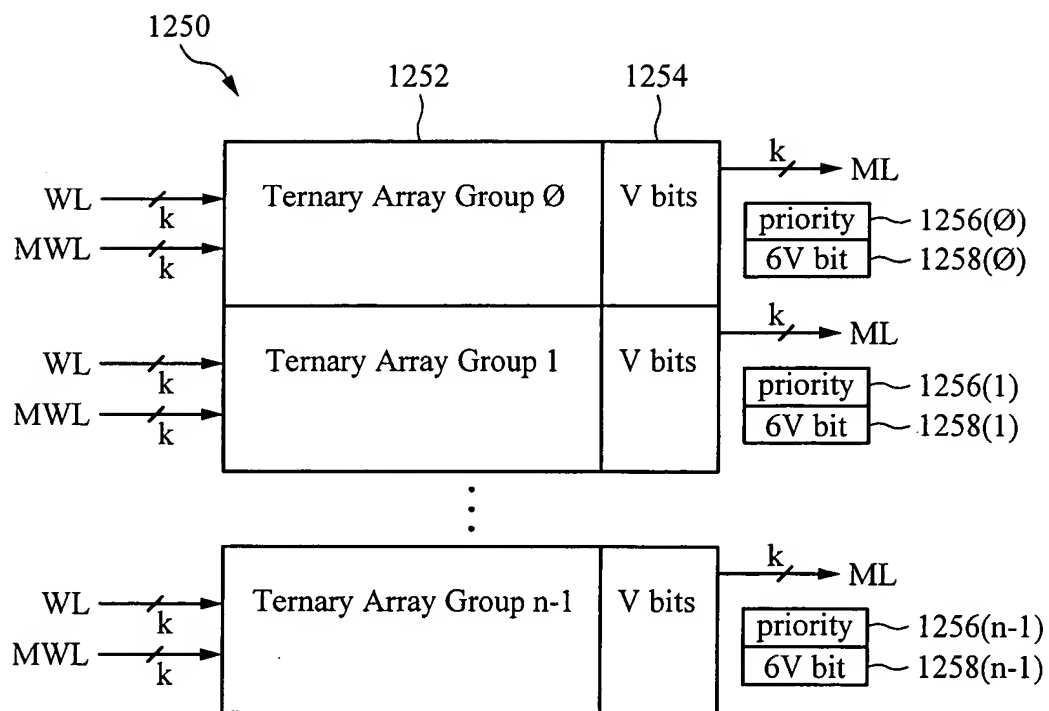 1250
1252
1254
WL
k
MWL
k
Ternary Array Group Ø
V bits
k
ML
priority
1256(Ø)
6V bit
1258(Ø)
WL
k
MWL
k
Ternary Array Group 1
V bits
k
ML
priority
1256(1)
6V bit
1258(1)
WL
k
MWL
k
Ternary Array Group n-1
V bits
k
ML
priority
1256(n-1)
6V bit
1258(n-1)